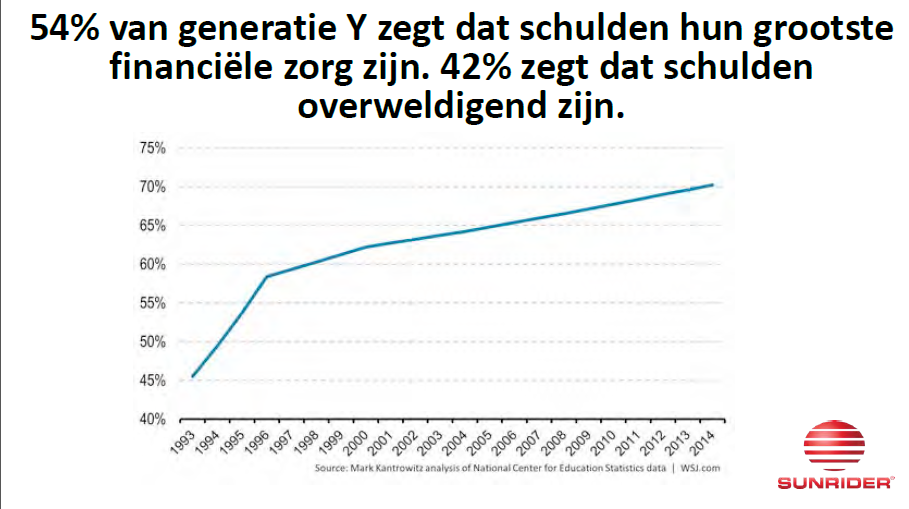 54% van generatie Y zegt dat schulden hun grootste
financiële zorg zijn. 42% zegt dat schulden
overweldigend zijn.
75%
70%
65%
60%
55%
50%
45%
40%
1993 1994 1995 1996 1997 1998 1999 2000 2001 2002 2003 2004 2005 2006 2007 2008 2009 2010 2011 2012 2013 2014
Source: Mark Kantrowitz analysis of National Center for Education Statistics data | WSJ.com
SUNRIDER®